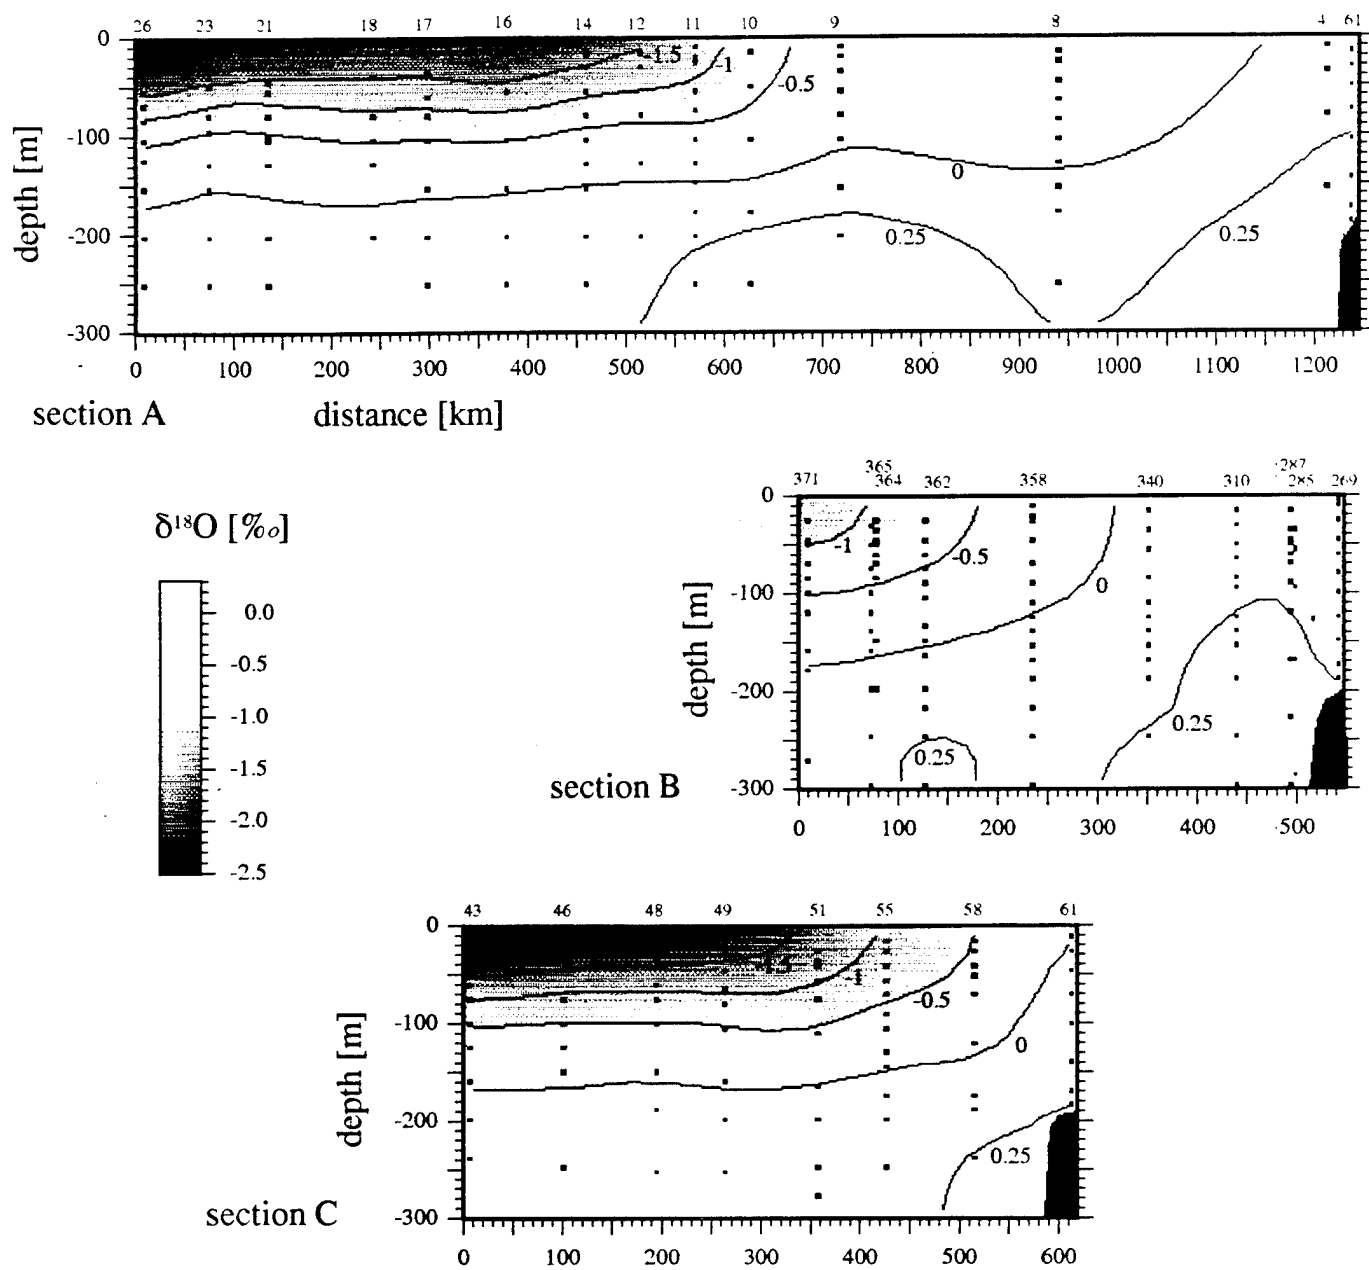 26 23 21 18 17 16 14 12 11 10 9 8 4 61
0
-100
-200
-300
depth [m]
-1.5
-1
-0.5
0
0.25
0.25
0 100 200 300 400 500 600 700 800 900 1000 1100 1200
section A distance [km]
365 287
371 364 362 358 340 310 285 269
0
-100
-200
-300
depth [m]
-1
-0.5
0
0.25
0.25
0 100 200 300 400 500
section B
δ¹⁸O [‰]
0.0
-0.5
-1.0
-1.5
-2.0
-2.5
43 46 48 49 51 55 58 61
0
-100
-200
-300
depth [m]
-1.5
-1
-0.5
0
0.25
0 100 200 300 400 500 600
section C